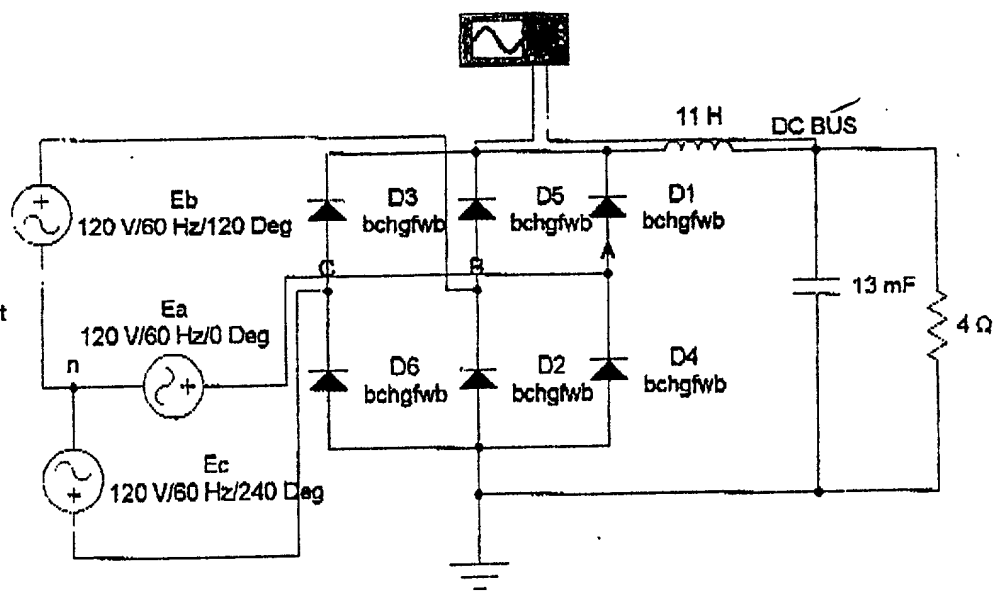 11 H
DC BUS
Eb
120 V/60 Hz/120 Deg
D3
bchgfwb
D5
bchgfwb
D1
bchgfwb
A
C
B
t
Ea
120 V/60 Hz/0 Deg
n
13 mF
4 Ω
D6
bchgfwb
D2
bchgfwb
D4
bchgfwb
Ec
120 V/60 Hz/240 Deg